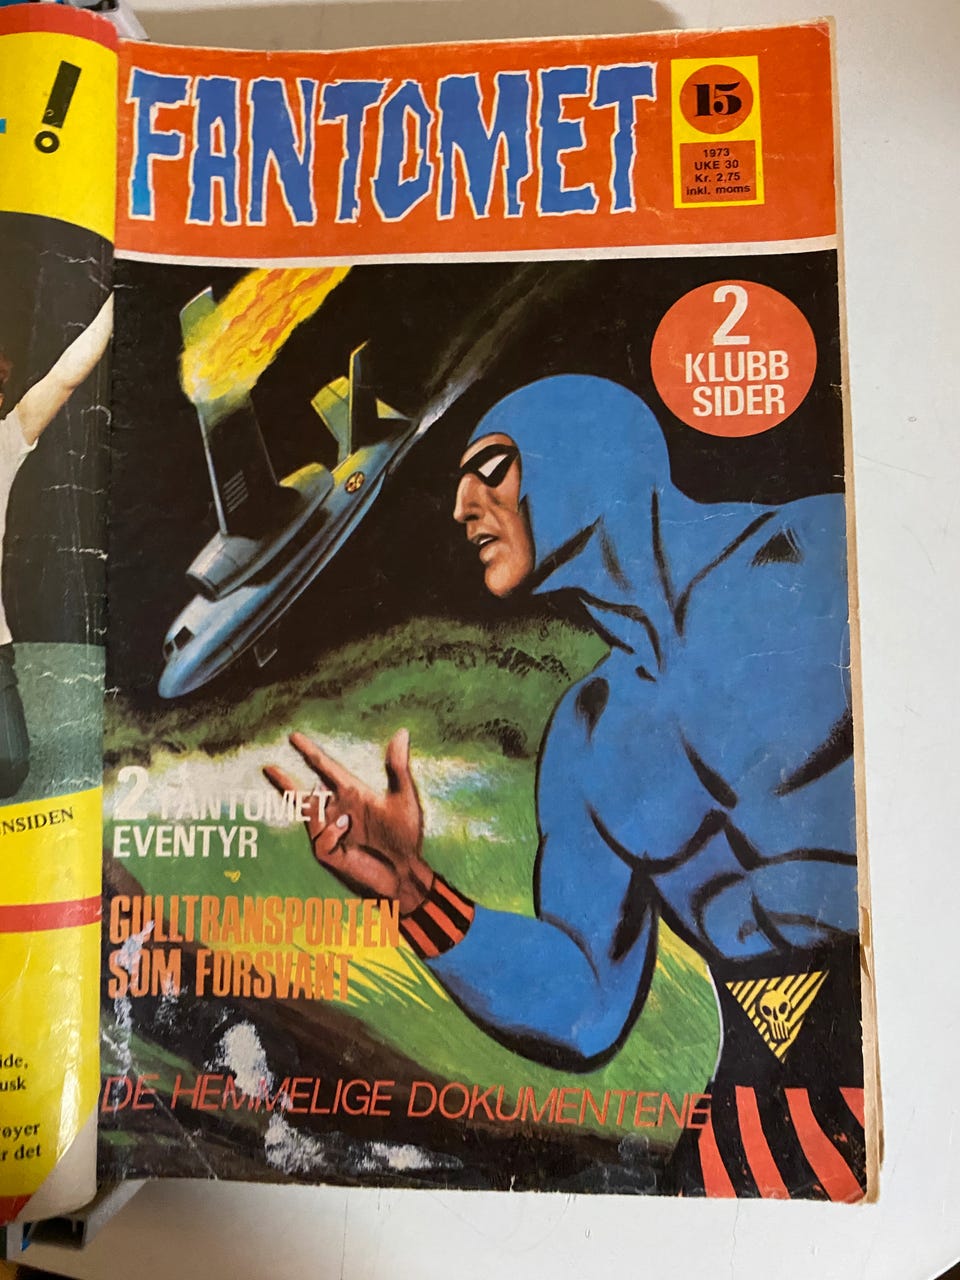 !
NSIDEN
ide,
usk
røyer
r det
FANTOMET
15
1973
UKE 30
Kr. 2,75
inkl. moms
2
KLUBB
SIDER
2 FANTOMET
EVENTYR
GULLTRANSPORTEN
SOM FORSVANT
DE HEMMELIGE DOKUMENTENE